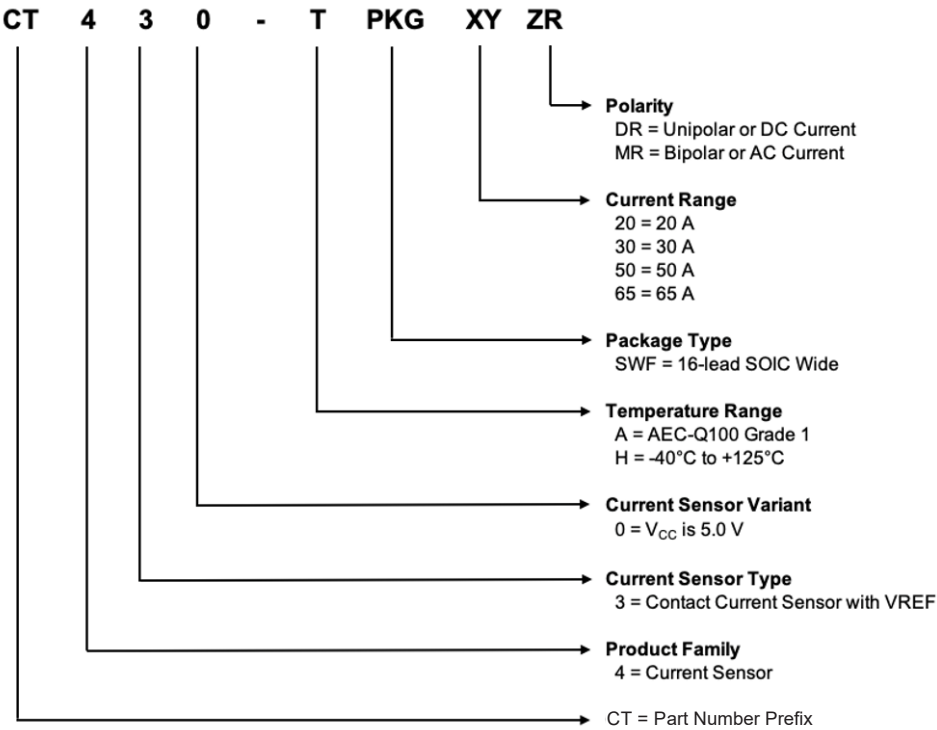 CT 4 3 0 - T PKG XY ZR
Polarity
DR = Unipolar or DC Current
MR = Bipolar or AC Current
Current Range
20 = 20 A
30 = 30 A
50 = 50 A
65 = 65 A
Package Type
SWF = 16-lead SOIC Wide
Temperature Range
A = AEC-Q100 Grade 1
H = -40°C to +125°C
Current Sensor Variant
0 = VCC is 5.0 V
Current Sensor Type
3 = Contact Current Sensor with VREF
Product Family
4 = Current Sensor
CT = Part Number Prefix